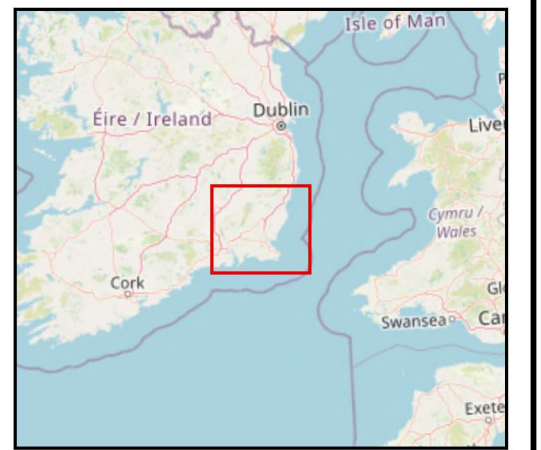 Isle of Man
Dublin
Éire / Ireland
Live
Cymru /
Wales
Cork
Gl
Swansea
Ca
Exete